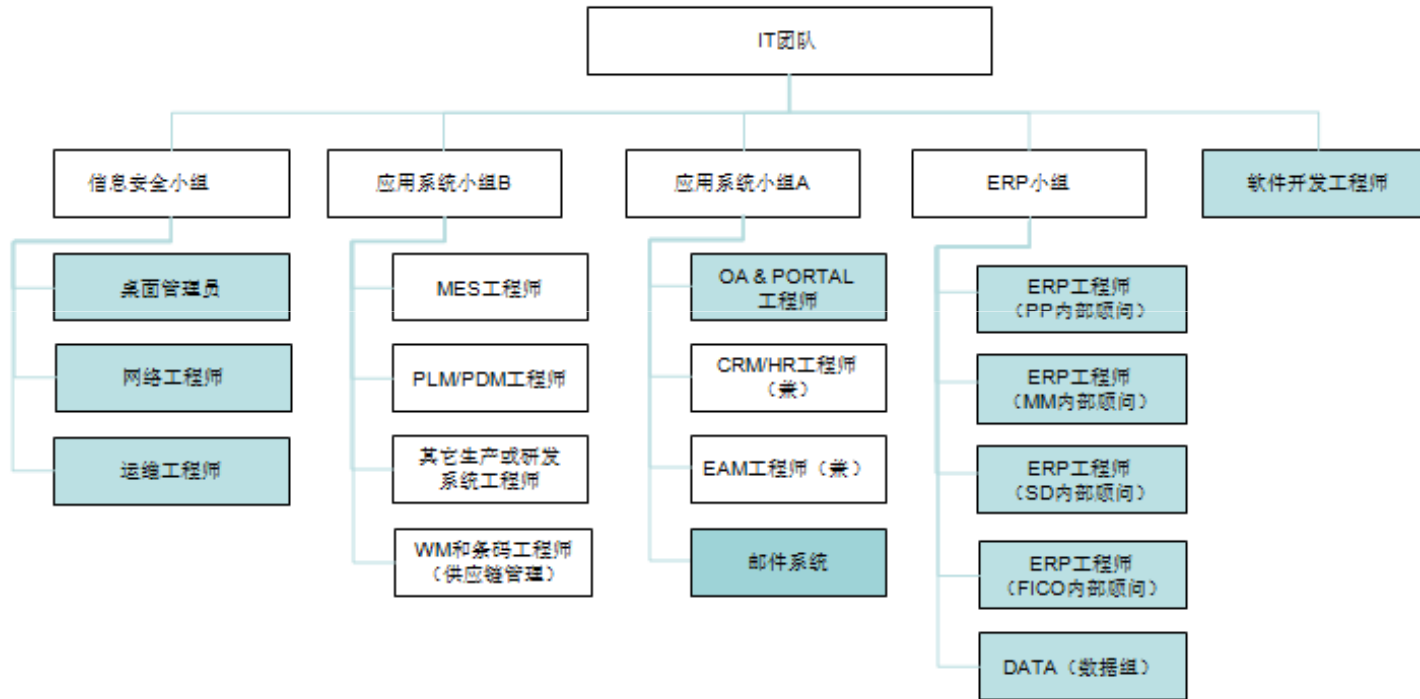 IT团队
信息安全小组
应用系统小组B
应用系统小组A
ERP小组
软件开发工程师
桌面管理员
网络工程师
运维工程师
MES工程师
PLM/PDM工程师
其它生产或研发
系统工程师
WM和条码工程师
(供应链管理)
OA & PORTAL
工程师
CRM/HR工程师
(兼)
EAM工程师(兼)
邮件系统
ERP工程师
(PP内部顾问)
ERP工程师
(MM内部顾问)
ERP工程师
(SD内部顾问)
ERP工程师
(FICO内部顾问)
DATA(数据组)